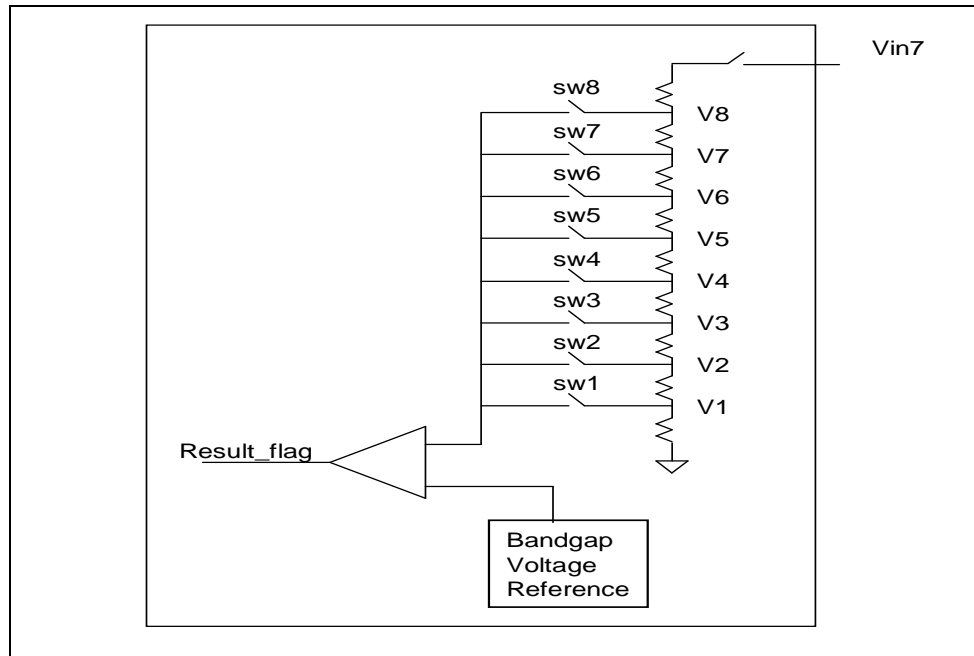 Vin7
sw8
V8
sw7
V7
sw6
V6
sw5
V5
sw4
V4
sw3
V3
sw2
V2
sw1
V1
Result_flag
Bandgap
Voltage
Reference